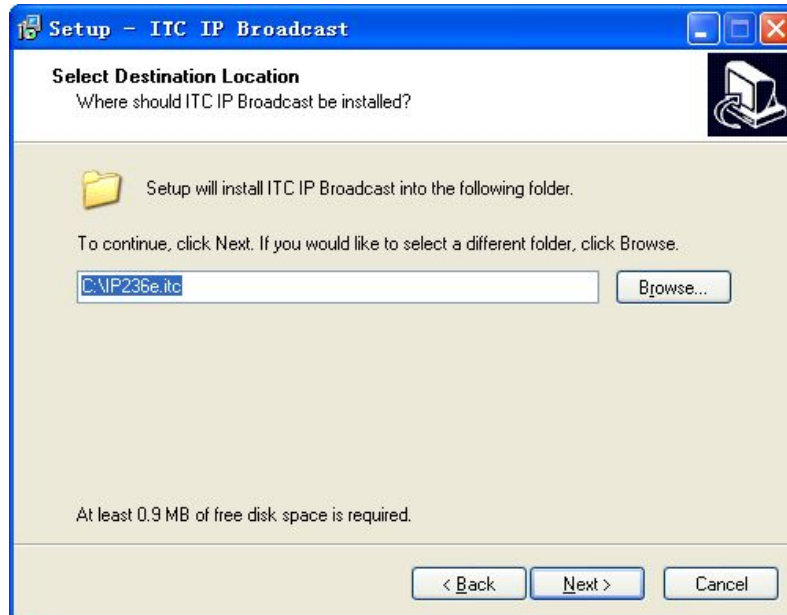 Setup - ITC IP Broadcast
Select Destination Location
Where should ITC IP Broadcast be installed?
Setup will install ITC IP Broadcast into the following folder.
To continue, click Next. If you would like to select a different folder, click Browse.
C:\IP236e.itc
Browse...
At least 0.9 MB of free disk space is required.
< Back
Next >
Cancel